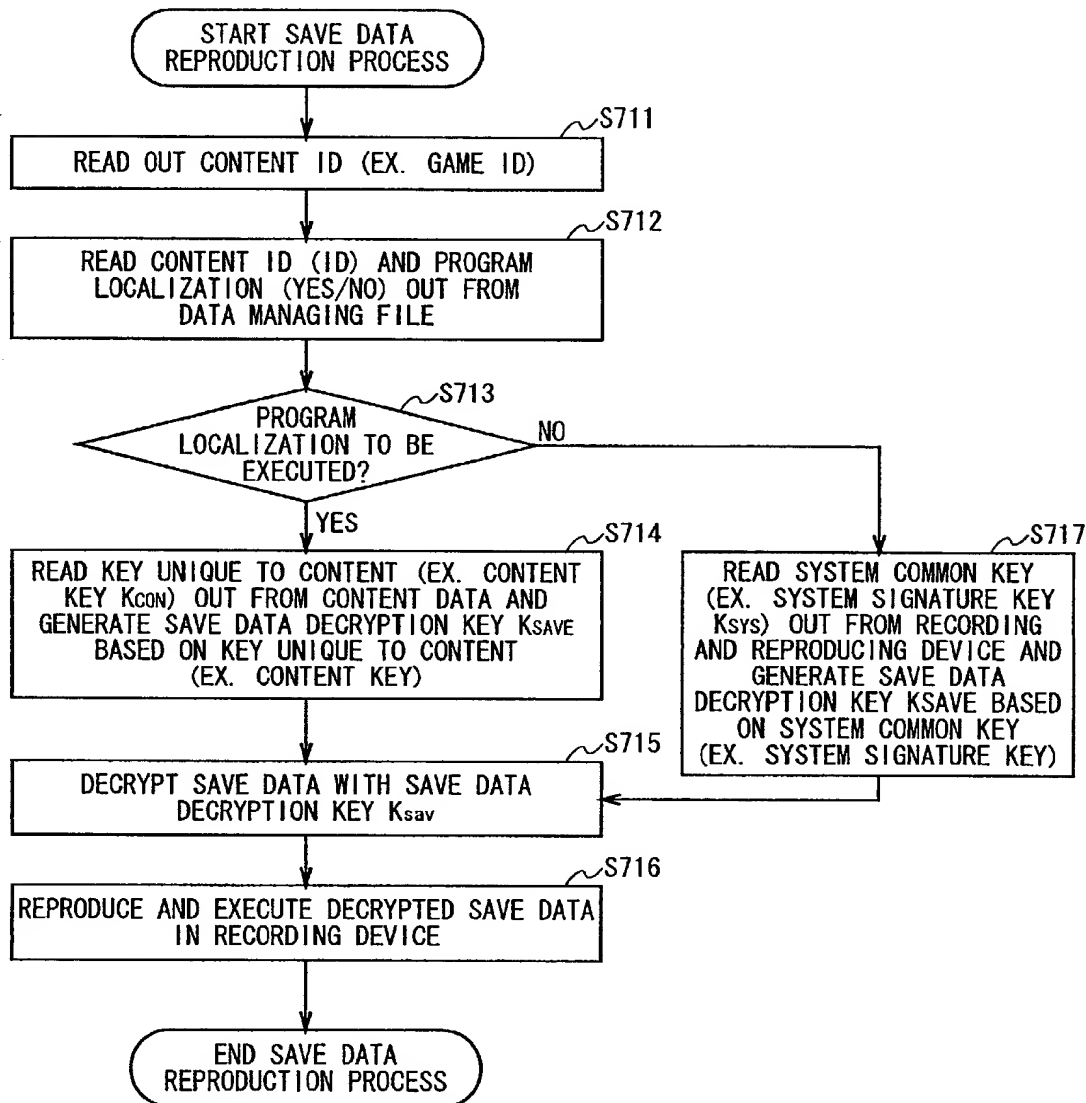 START SAVE DATA
REPRODUCTION PROCESS
S711
READ OUT CONTENT ID (EX. GAME ID)
S712
READ CONTENT ID (ID) AND PROGRAM
LOCALIZATION (YES/NO) OUT FROM
DATA MANAGING FILE
S713
PROGRAM
LOCALIZATION TO BE
EXECUTED?
NO
YES
S714
READ KEY UNIQUE TO CONTENT (EX. CONTENT
KEY KCON) OUT FROM CONTENT DATA AND
GENERATE SAVE DATA DECRYPTION KEY KSAVE
BASED ON KEY UNIQUE TO CONTENT
(EX. CONTENT KEY)
S717
READ SYSTEM COMMON KEY
(EX. SYSTEM SIGNATURE KEY
KSYS) OUT FROM RECORDING
AND REPRODUCING DEVICE AND
GENERATE SAVE DATA
DECRYPTION KEY KSAVE BASED
ON SYSTEM COMMON KEY
(EX. SYSTEM SIGNATURE KEY)
S715
DECRYPT SAVE DATA WITH SAVE DATA
DECRYPTION KEY Ksav
S716
REPRODUCE AND EXECUTE DECRYPTED SAVE DATA
IN RECORDING DEVICE
END SAVE DATA
REPRODUCTION PROCESS